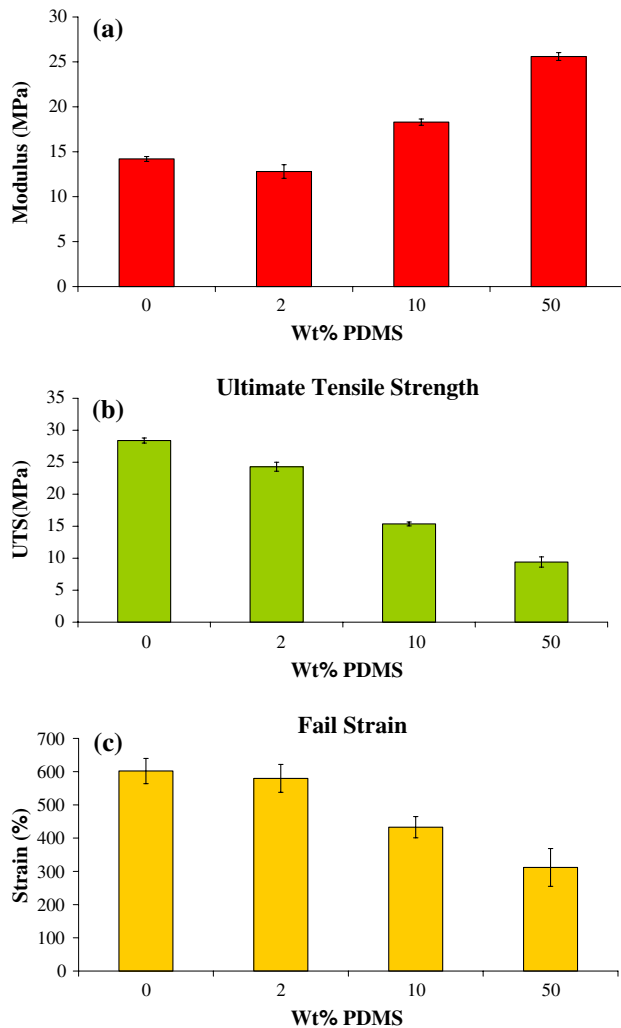 (a)
30
25
20
15
10
5
0
Modulus (MPa)
0 2 10 50
Wt% PDMS
Ultimate Tensile Strength
(b)
35
30
25
20
15
10
5
0
UTS(MPa)
0 2 10 50
Wt% PDMS
Fail Strain
(c)
700
600
500
400
300
200
100
0
Strain (%)
0 2 10 50
Wt% PDMS